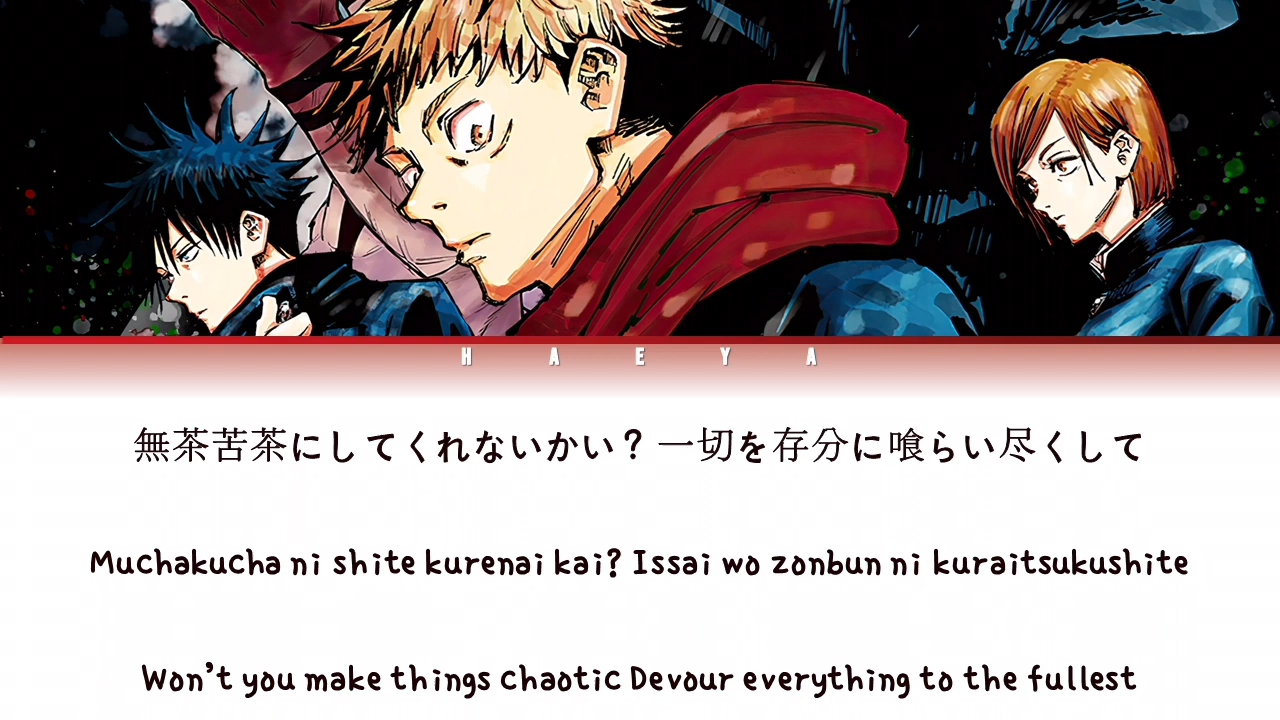 HAEYA
無茶苦茶にしてくれないかい？ 一切を存分に喰らい尽くして
Muchakucha ni shite kurenai kai? Issai wo zonbun ni kuraitsukushite
Won't you make things chaotic Devour everything to the fullest